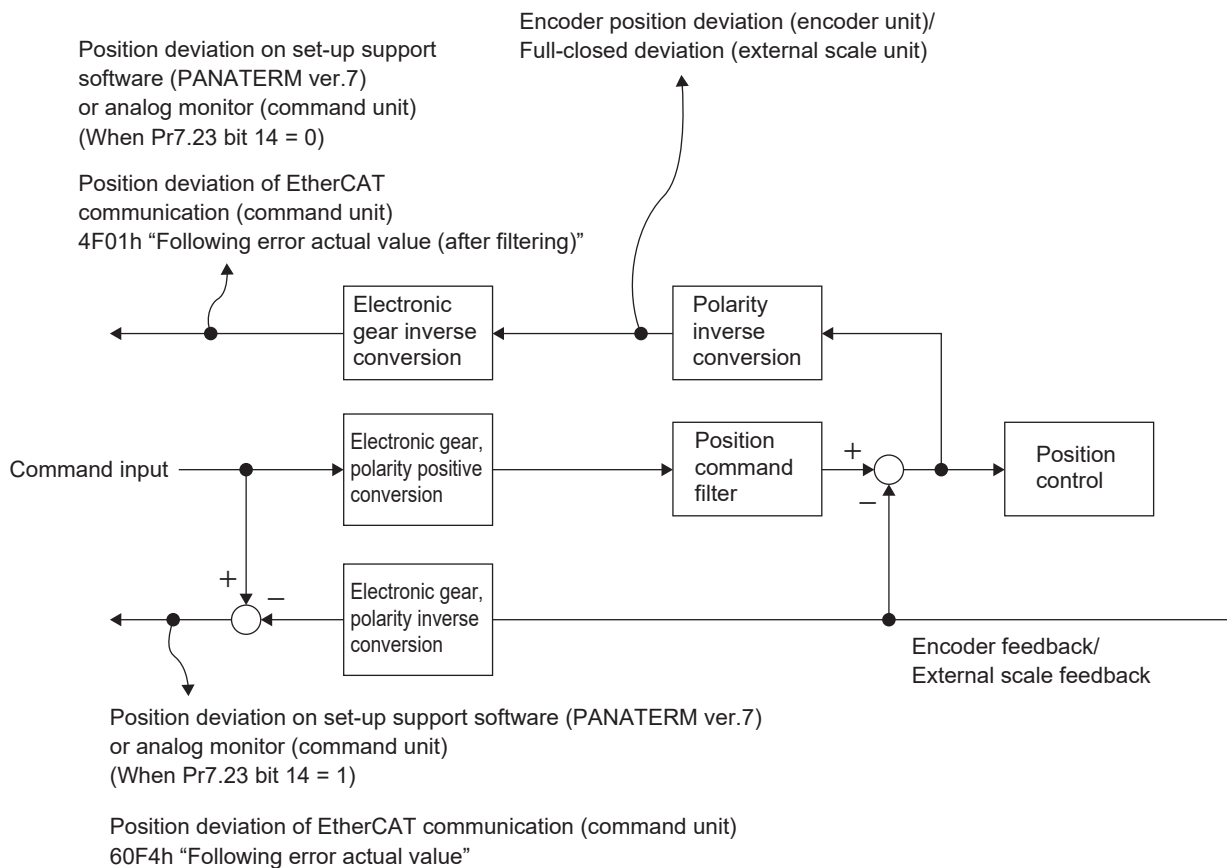 Encoder position deviation (encoder unit)/
Full-closed deviation (external scale unit)
Position deviation on set-up support
software (PANATERM ver.7)
or analog monitor (command unit)
(When Pr7.23 bit 14 = 0)
Position deviation of EtherCAT
communication (command unit)
4F01h “Following error actual value (after filtering)”
Electronic
gear inverse
conversion
Polarity
inverse
conversion
Command input
Electronic gear,
polarity positive
conversion
Position
command
filter
+
−
Position
control
+
−
Electronic gear,
polarity inverse
conversion
Encoder feedback/
External scale feedback
Position deviation on set-up support software (PANATERM ver.7)
or analog monitor (command unit)
(When Pr7.23 bit 14 = 1)
Position deviation of EtherCAT communication (command unit)
60F4h “Following error actual value”